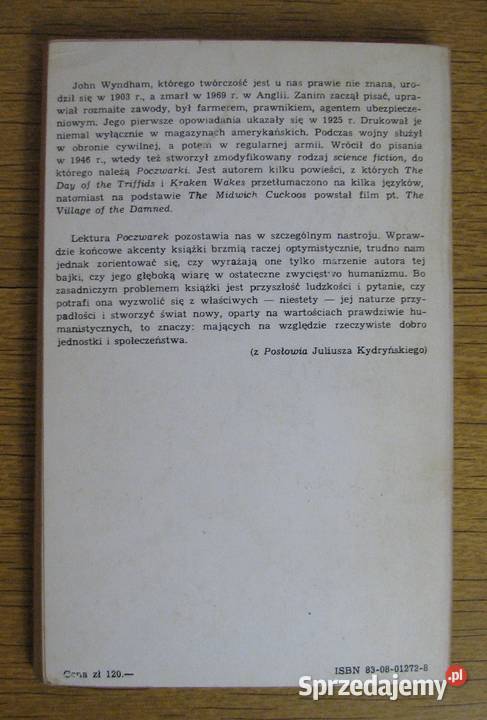 John Wyndham, którego twórczość jest u nas prawie nie znana, uro-
dził się w 1903 r., a zmarł w 1969 r. w Anglii. Zanim zaczął pisać, upra-
wiał rozmaite zawody, był farmerem, prawnikiem, agentem ubezpiecze-
niowym. Jego pierwsze opowiadania ukazały się w 1925 r. Drukował je
niemal wyłącznie w magazynach amerykańskich. Podczas wojny służył
w obronie cywilnej, a potem w regularnej armii. Wrócił do pisania
w 1946 r., wtedy też stworzył zmodyfikowany rodzaj science fiction, do
którego należą Poczwarki. Jest autorem kilku powieści, z których The
Day of the Triffids i Kraken Wakes przetłumaczono na kilka języków,
natomiast na podstawie The Midwich Cuckoos powstał film pt. The
Village of the Damned.
Lektura Poczwarek pozostawia nas w szczególnym nastroju. Wpraw-
dzie końcowe akcenty książki brzmią raczej optymistycznie, trudno nam
jednak zorientować się, czy wyrażają one tylko marzenie autora tej
bajki, czy jego głęboką wiarę w ostateczne zwycięstwo humanizmu. Bo
zasadniczym problemem książki jest przyszłość ludzkości i pytanie, czy
potrafi ona wyzwolić się z właściwych — niestety — jej naturze przy-
padłości i stworzyć świat nowy, oparty na wartościach prawdziwie hu-
manistycznych, to znaczy: mających na względzie rzeczywiste dobro
jednostki i społeczeństwa.
(z Posłowia Juliusza Kydryńskiego)
Cena zł 120.—
ISBN 83-08-01272-8
Sprzedajemy.pl